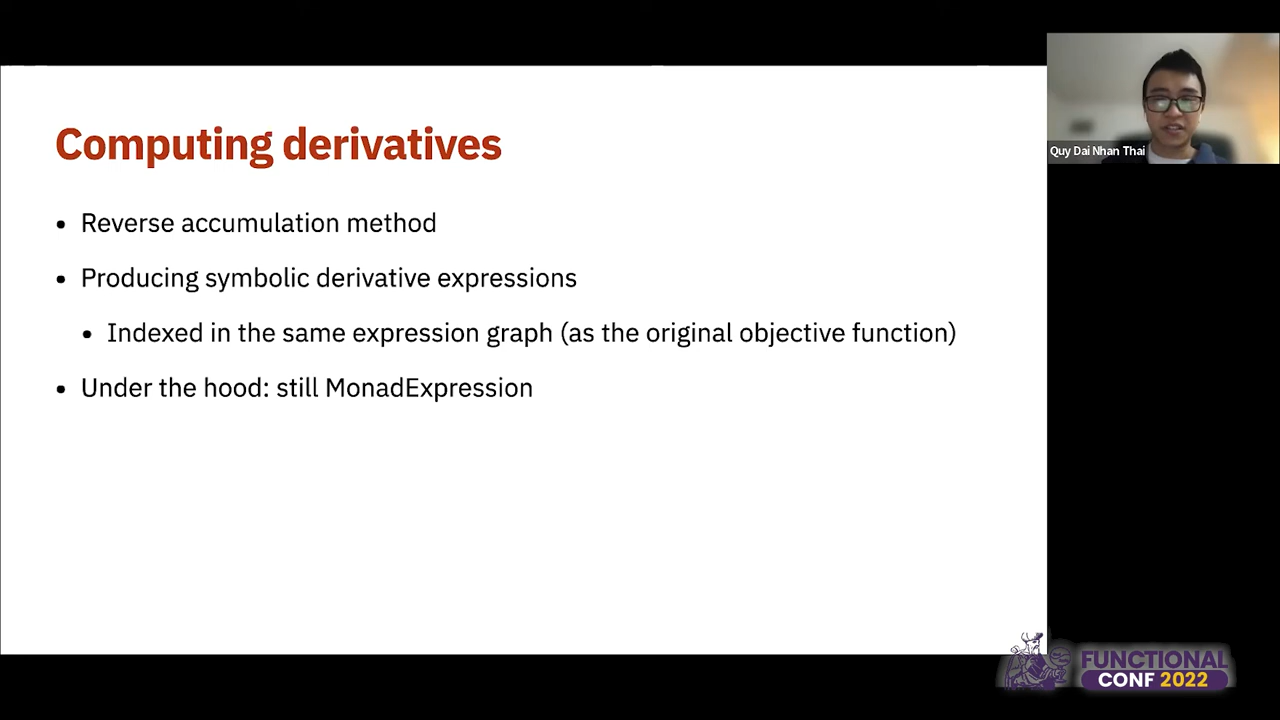 Computing derivatives
• Reverse accumulation method
• Producing symbolic derivative expressions
• Indexed in the same expression graph (as the original objective function)
• Under the hood: still MonadExpression
Quy Dai Nhan Thai
FUNCTIONAL
CONF 2022